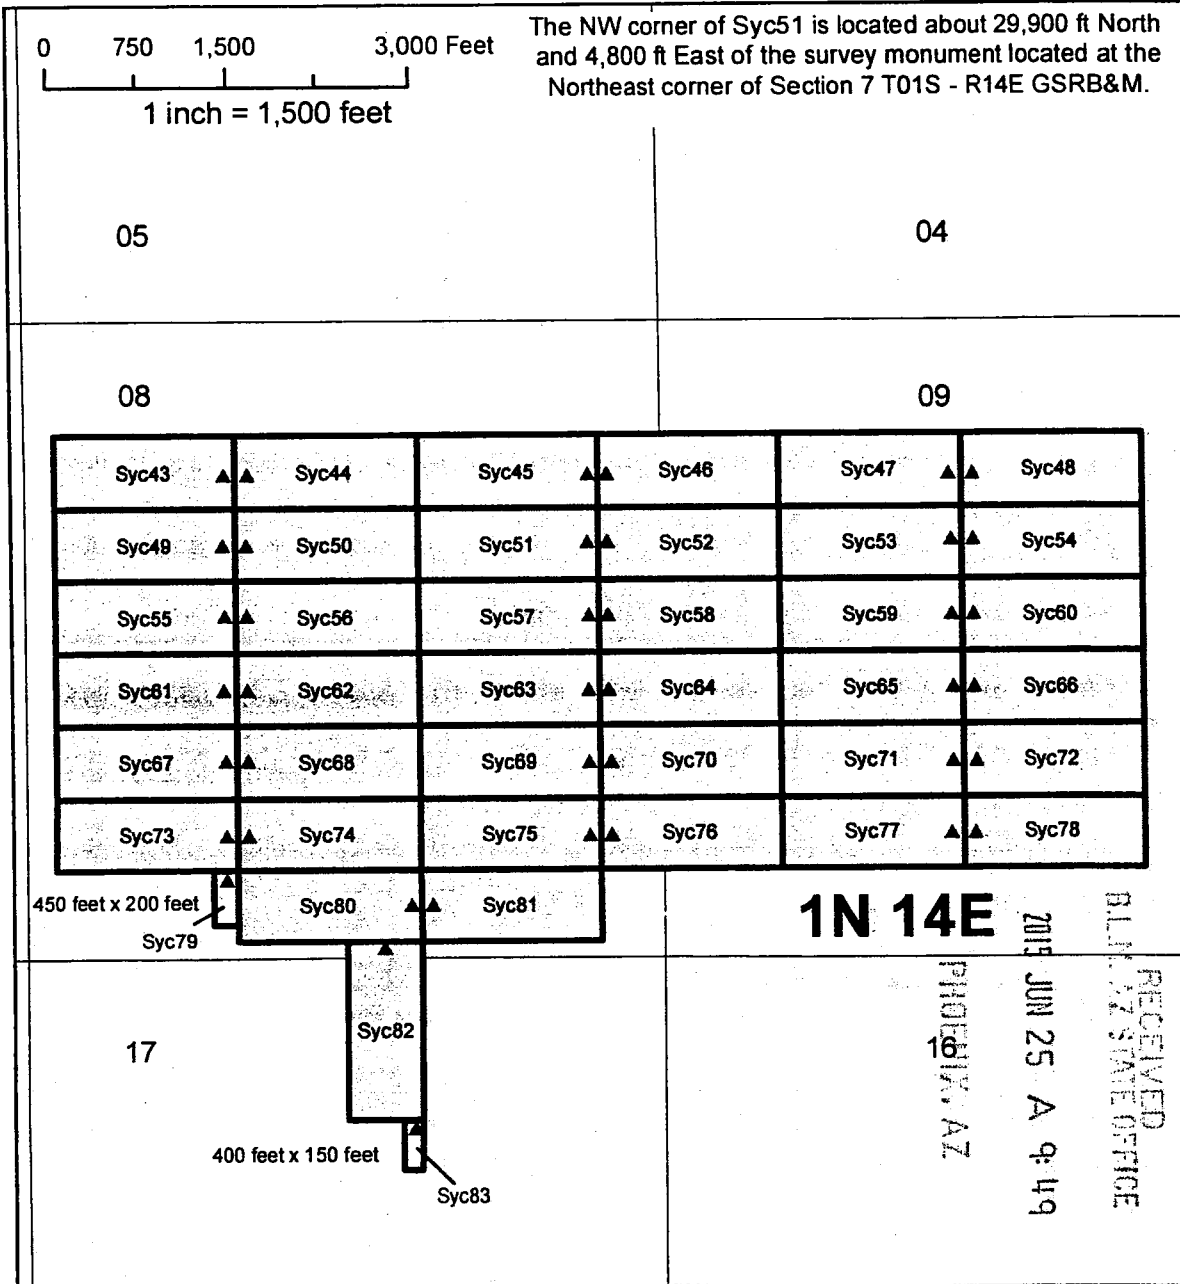 The NW corner of Syc51 is located about 29,900 ft North
and 4,800 ft East of the survey monument located at the
Northeast corner of Section 7 T01S - R14E GSRB&M.
0 750 1,500 3,000 Feet
1 inch = 1,500 feet
05 04
08 09
Syc43 Syc44 Syc45 Syc46 Syc47 Syc48
Syc49 Syc50 Syc51 Syc52 Syc53 Syc54
Syc55 Syc56 Syc57 Syc58 Syc59 Syc60
Syc61 Syc62 Syc63 Syc64 Syc65 Syc66
Syc67 Syc68 Syc69 Syc70 Syc71 Syc72
Syc73 Syc74 Syc75 Syc76 Syc77 Syc78
450 feet x 200 feet Syc80 Syc81
Syc79
1N 14E
Syc82
17 16
400 feet x 150 feet
Syc83
RECEIVED
B.L.M. AZ STATE OFFICE
2015 JUN 25 A 9:49
PHOENIX, AZ